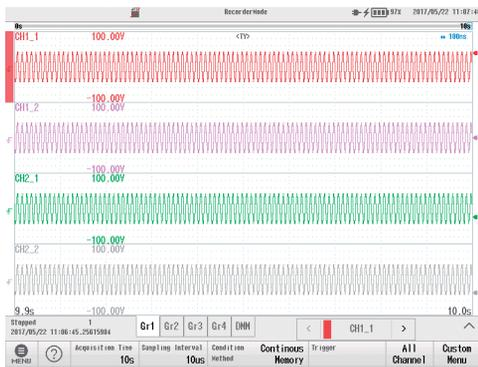 RecorderMode 97% 2017/05/22 11:07:4
0s 10s
CH1_1 100.00V <TY> 100ms
-100.00V
CH1_2 100.00V
-100.00V
CH2_1 100.00V
-100.00V
CH2_2 100.00V
9.9s -100.00V 10.0s
Stopped 1
2017/05/22 11:06:45.25615984
Gr1 Gr2 Gr3 Gr4 DMM < CH1_1 >
MENU ? Acquisition Time 10s
Sampling Interval 10us
Condition Method Continous Memory
Trigger
All Channel
Custom Menu